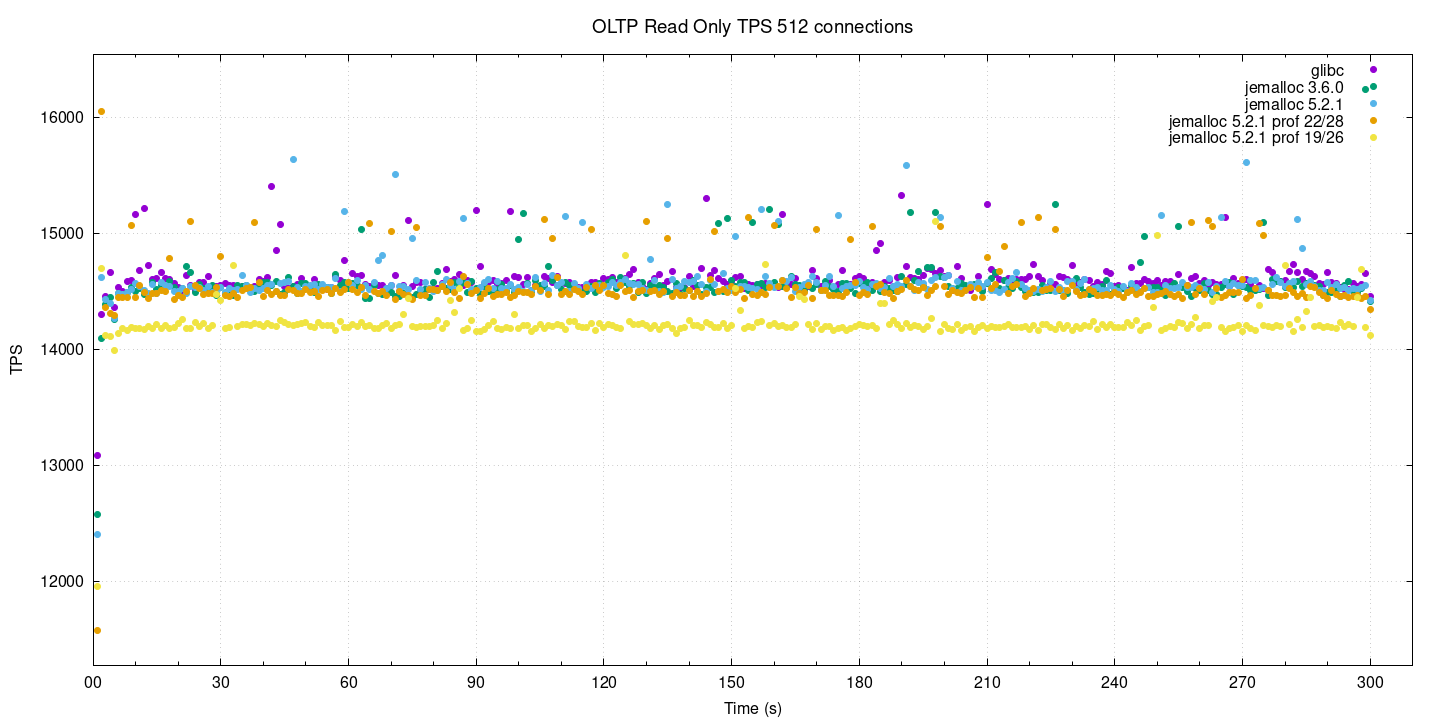 OLTP Read Only TPS 512 connections
glibc
jemalloc 3.6.0
jemalloc 5.2.1
jemalloc 5.2.1 prof 22/28
jemalloc 5.2.1 prof 19/26
16000
15000
14000
13000
12000
TPS
00 30 60 90 120 150 180 210 240 270 300
Time (s)